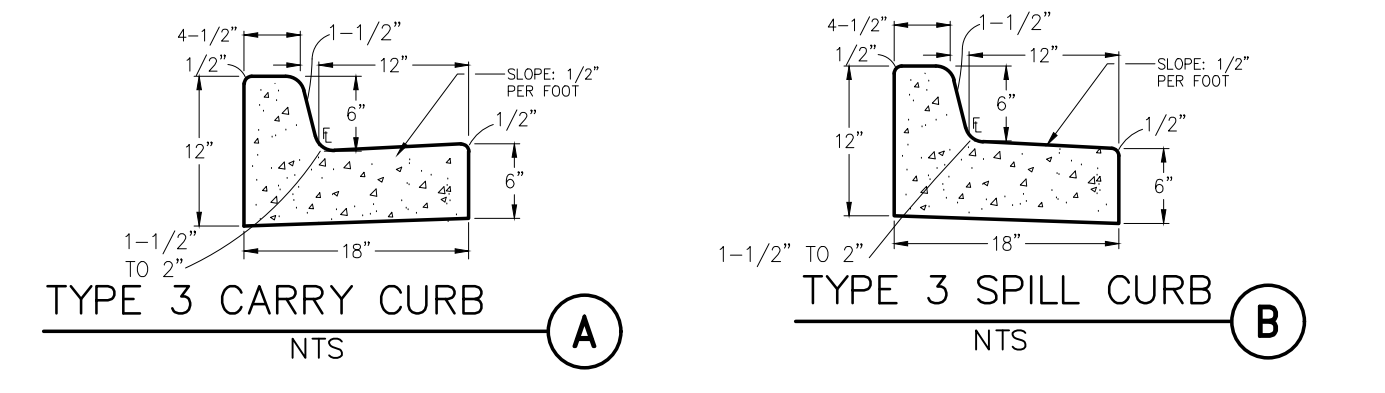 4-1/2”
1-1/2”
1/2”
12”
SLOPE: 1/2”
PER FOOT
6”
FL
1/2”
12”
6”
1-1/2”
TO 2”
18”
TYPE 3 CARRY CURB
A
NTS
4-1/2”
1-1/2”
1/2”
12”
SLOPE: 1/2”
PER FOOT
6”
FL
1/2”
12”
6”
1-1/2” TO 2”
18”
TYPE 3 SPILL CURB
B
NTS